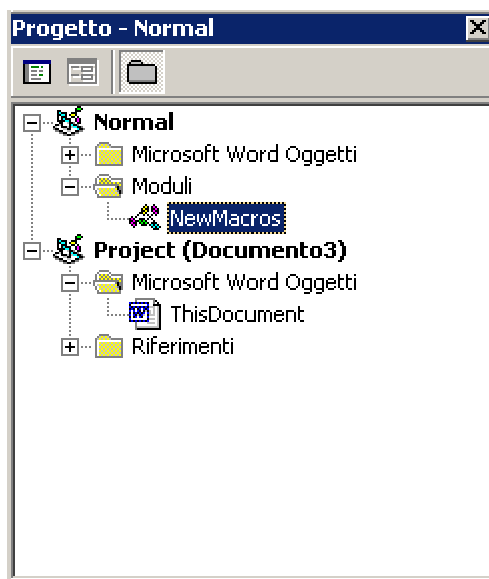 Progetto - Normal
Normal
Microsoft Word Oggetti
Moduli
NewMacros
Project (Documento3)
Microsoft Word Oggetti
ThisDocument
Riferimenti